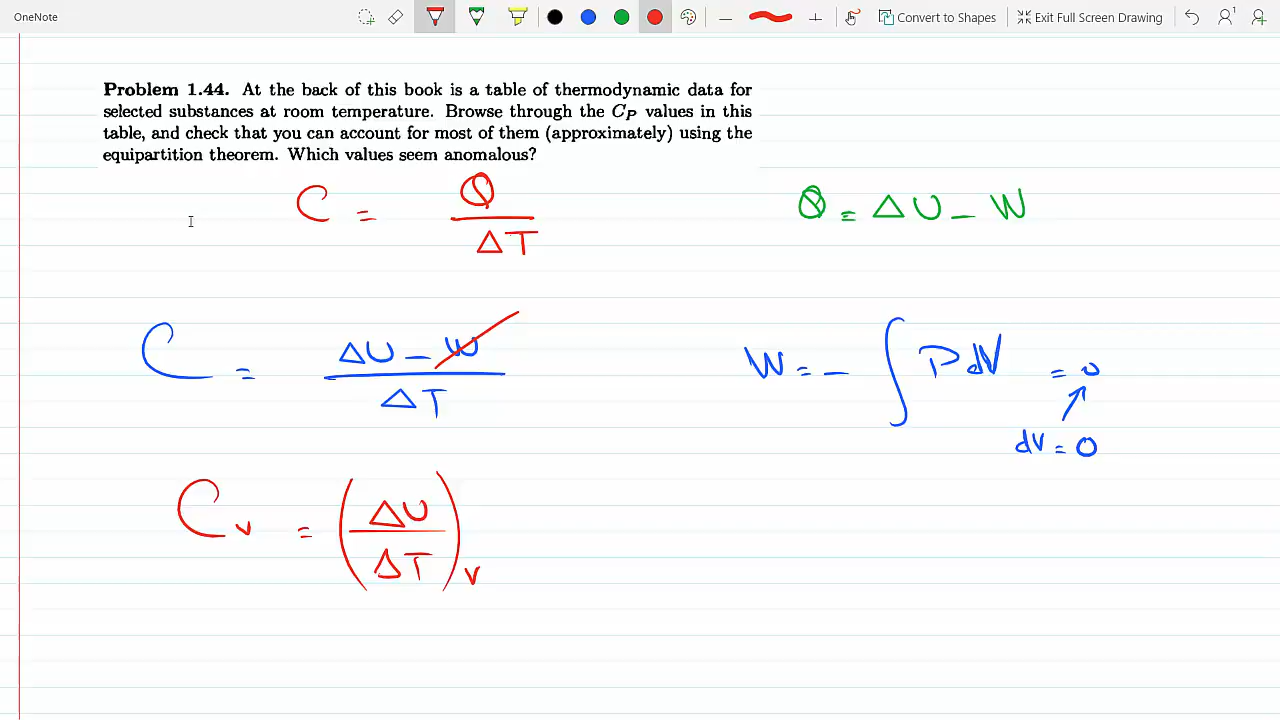 OneNote
Convert to Shapes
Exit Full Screen Drawing
Problem 1.44. At the back of this book is a table of thermodynamic data for
selected substances at room temperature. Browse through the C_P values in this
table, and check that you can account for most of them (approximately) using the
equipartition theorem. Which values seem anomalous?
C = Q / ΔT
Q = ΔU - W
C = ΔU - W / ΔT
W = - ∫ P dV = 0
dV = 0
C_V = (ΔU / ΔT)_V